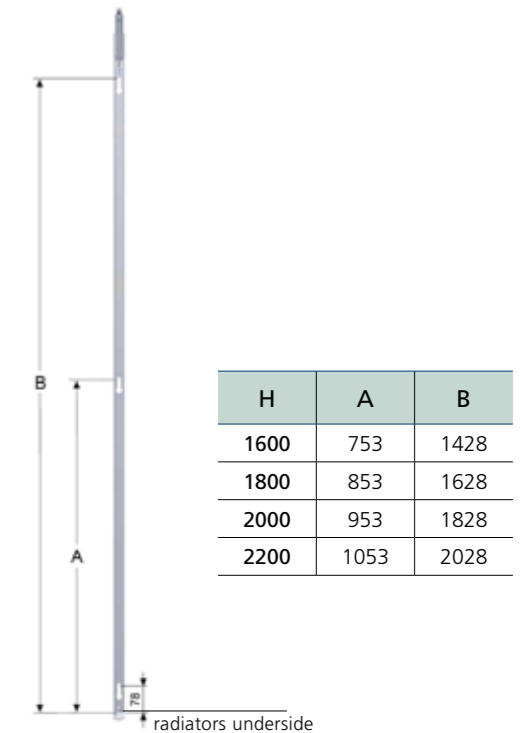 B
A
78
radiators underside
H A B
1600 753 1428
1800 853 1628
2000 953 1828
2200 1053 2028